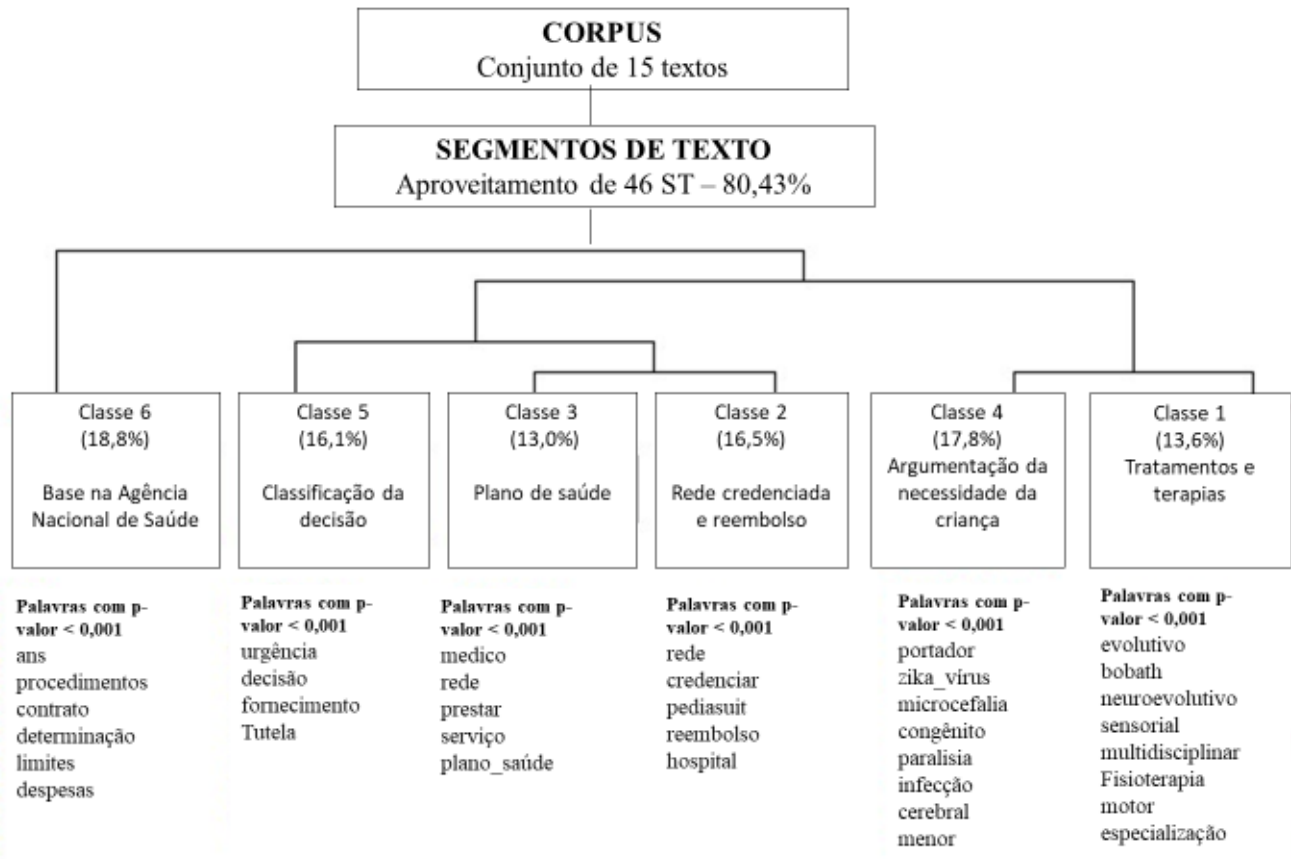 CORPUS
Conjunto de 15 textos
SEGMENTOS DE TEXTO
Aproveitamento de 46 ST – 80,43%
Classe 6
(18,8%)
Base na Agência
Nacional de Saúde
Classe 5
(16,1%)
Classificação da
decisão
Classe 3
(13,0%)
Plano de saúde
Classe 2
(16,5%)
Rede credenciada
e reembolso
Classe 4
(17,8%)
Argumentação da
necessidade da
criança
Classe 1
(13,6%)
Tratamentos e
terapias
Palavras com p-
valor < 0,001
ans
procedimentos
contrato
determinação
limites
despesas
Palavras com p-
valor < 0,001
urgência
decisão
fornecimento
Tutela
Palavras com p-
valor < 0,001
medico
rede
prestar
serviço
plano_saúde
Palavras com p-
valor < 0,001
rede
credenciar
pediasuit
reembolso
hospital
Palavras com p-
valor < 0,001
portador
zika_vírus
microcefalia
congênito
paralisia
infecção
cerebral
menor
Palavras com p-
valor < 0,001
evolutivo
bobath
neuroevolutivo
sensorial
multidisciplinar
Fisioterapia
motor
especialização